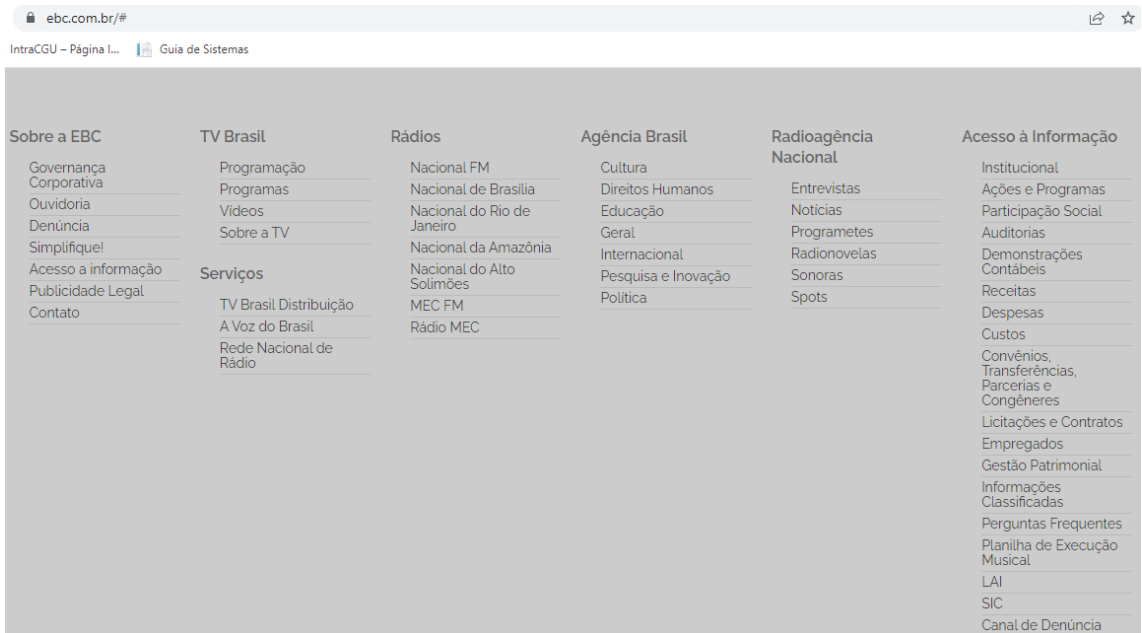 ebc.com.br/#
IntraCGU – Página I...
Guia de Sistemas
Sobre a EBC
Governança
Corporativa
Ouvidoria
Denúncia
Simplifique!
Acesso a informação
Publicidade Legal
Contato
TV Brasil
Programação
Programas
Vídeos
Sobre a TV
Serviços
TV Brasil Distribuição
A Voz do Brasil
Rede Nacional de
Rádio
Rádios
Nacional FM
Nacional de Brasília
Nacional do Rio de
Janeiro
Nacional da Amazônia
Nacional do Alto
Solimões
MEC FM
Rádio MEC
Agência Brasil
Cultura
Direitos Humanos
Educação
Geral
Internacional
Pesquisa e Inovação
Política
Radioagência
Nacional
Entrevistas
Notícias
Programetes
Radionovelas
Sonoras
Spots
Acesso à Informação
Institucional
Ações e Programas
Participação Social
Auditorias
Demonstrações
Contábeis
Receitas
Despesas
Custos
Convênios,
Transferências,
Parcerias e
Congêneres
Licitações e Contratos
Empregados
Gestão Patrimonial
Informações
Classificadas
Perguntas Frequentes
Planilha de Execução
Musical
LAI
SIC
Canal de Denúncia